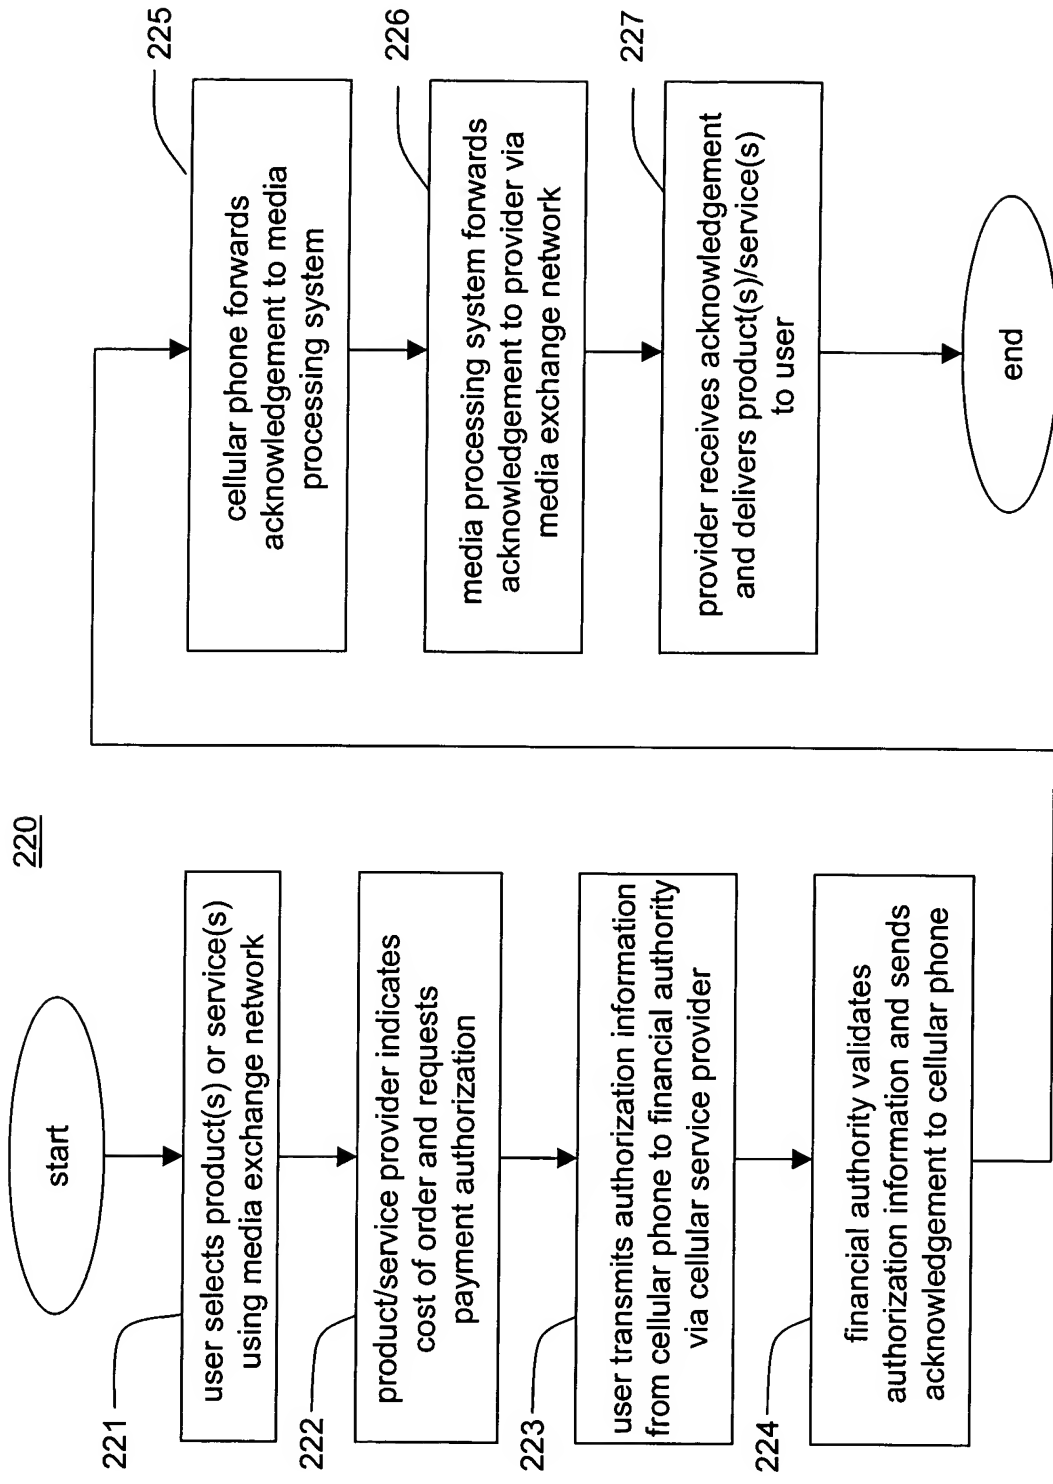 220
start
221
user selects product(s) or service(s)
using media exchange network
222
product/service provider indicates
cost of order and requests
payment authorization
223
user transmits authorization information
from cellular phone to financial authority
via cellular service provider
224
financial authority validates
authorization information and sends
acknowledgement to cellular phone
225
cellular phone forwards
acknowledgement to media
processing system
226
media processing system forwards
acknowledgement to provider via
media exchange network
227
provider receives acknowledgement
and delivers product(s)/service(s)
to user
end